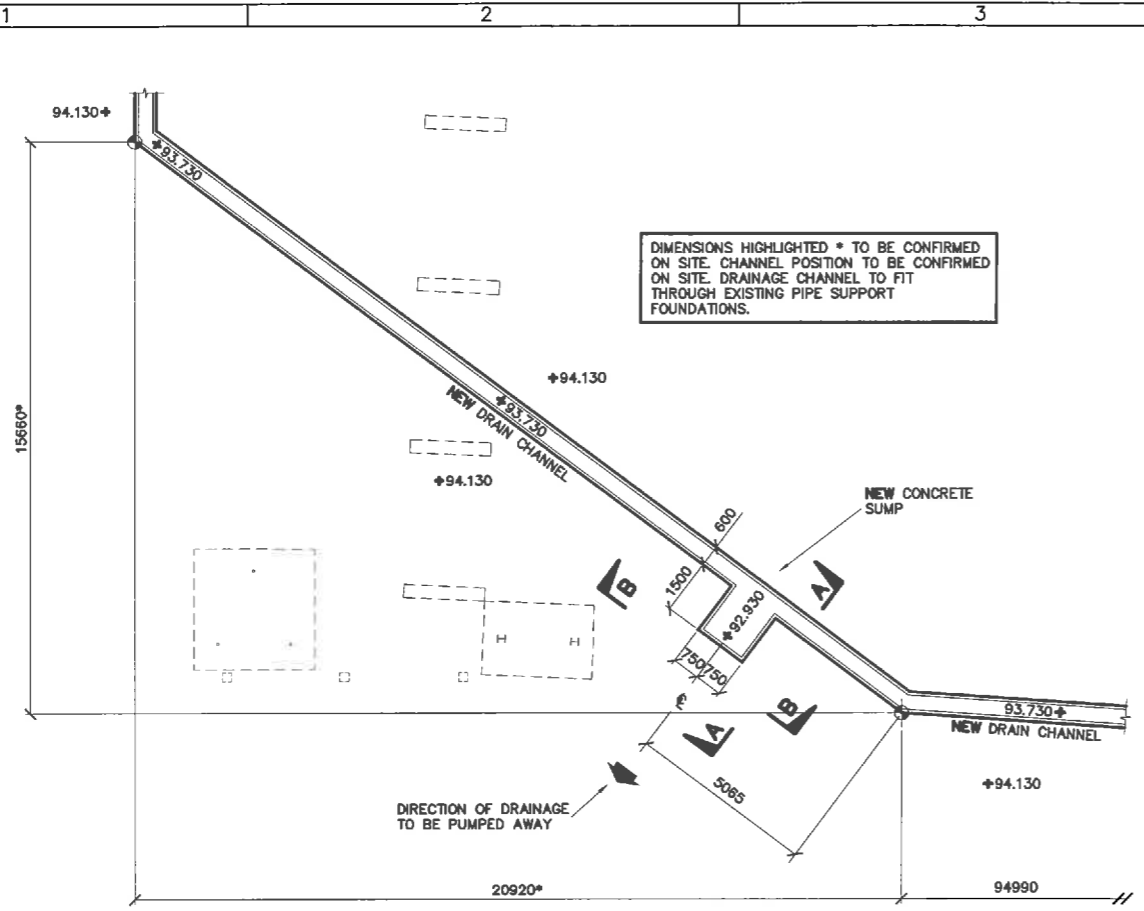 1 2 3
94.130+
+93.730
DIMENSIONS HIGHLIGHTED * TO BE CONFIRMED
ON SITE. CHANNEL POSITION TO BE CONFIRMED
ON SITE. DRAINAGE CHANNEL TO FIT
THROUGH EXISTING PIPE SUPPORT
FOUNDATIONS.
+94.130
+93.730
NEW DRAIN CHANNEL
15660*
+94.130
NEW CONCRETE
SUMP
600
1500
B
A
+92.930
H H
750 750
℄
A
B
93.730+
NEW DRAIN CHANNEL
5065
+94.130
DIRECTION OF DRAINAGE
TO BE PUMPED AWAY
20920*
94990